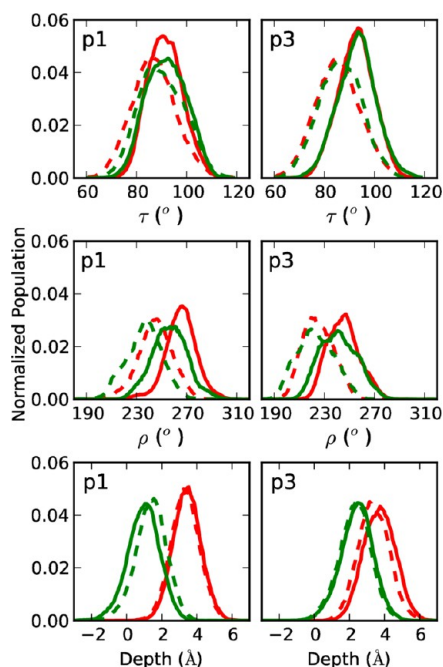 p1 p3
0.06
0.04
0.02
0.00
60 80 100 120 60 80 100 120
τ (°) τ (°)
Normalized Population
p1 p3
0.06
0.04
0.02
0.00
190 230 270 310 190 230 270 310
ρ (°) ρ (°)
p1 p3
0.06
0.04
0.02
0.00
−2 0 2 4 6 −2 0 2 4 6
Depth (Å) Depth (Å)